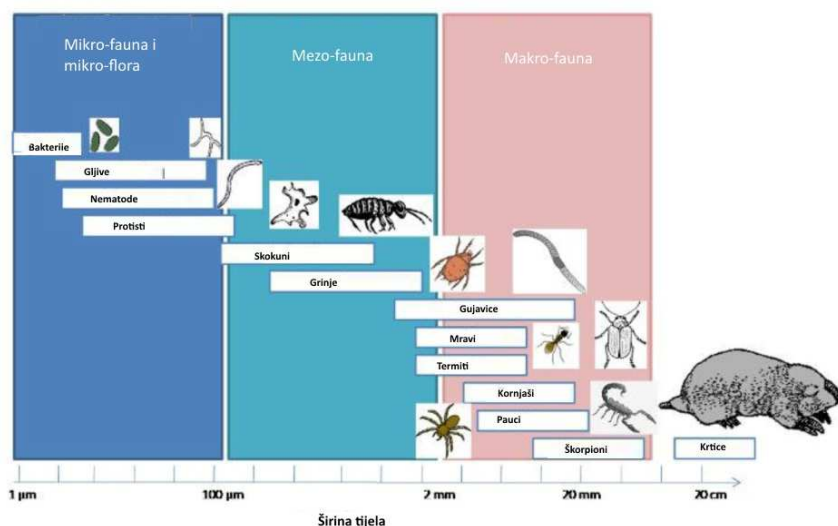 Mikro-fauna i
mikro-flora
Mezo-fauna
Makro-fauna
Bakterije
Gljive
Nematode
Protisti
Skokuni
Grinje
Gujavice
Mravi
Termiti
Kornjaši
Pauci
Škorpioni
Krtice
1 µm
100 µm
2 mm
20 mm
20 cm
Širina tijela